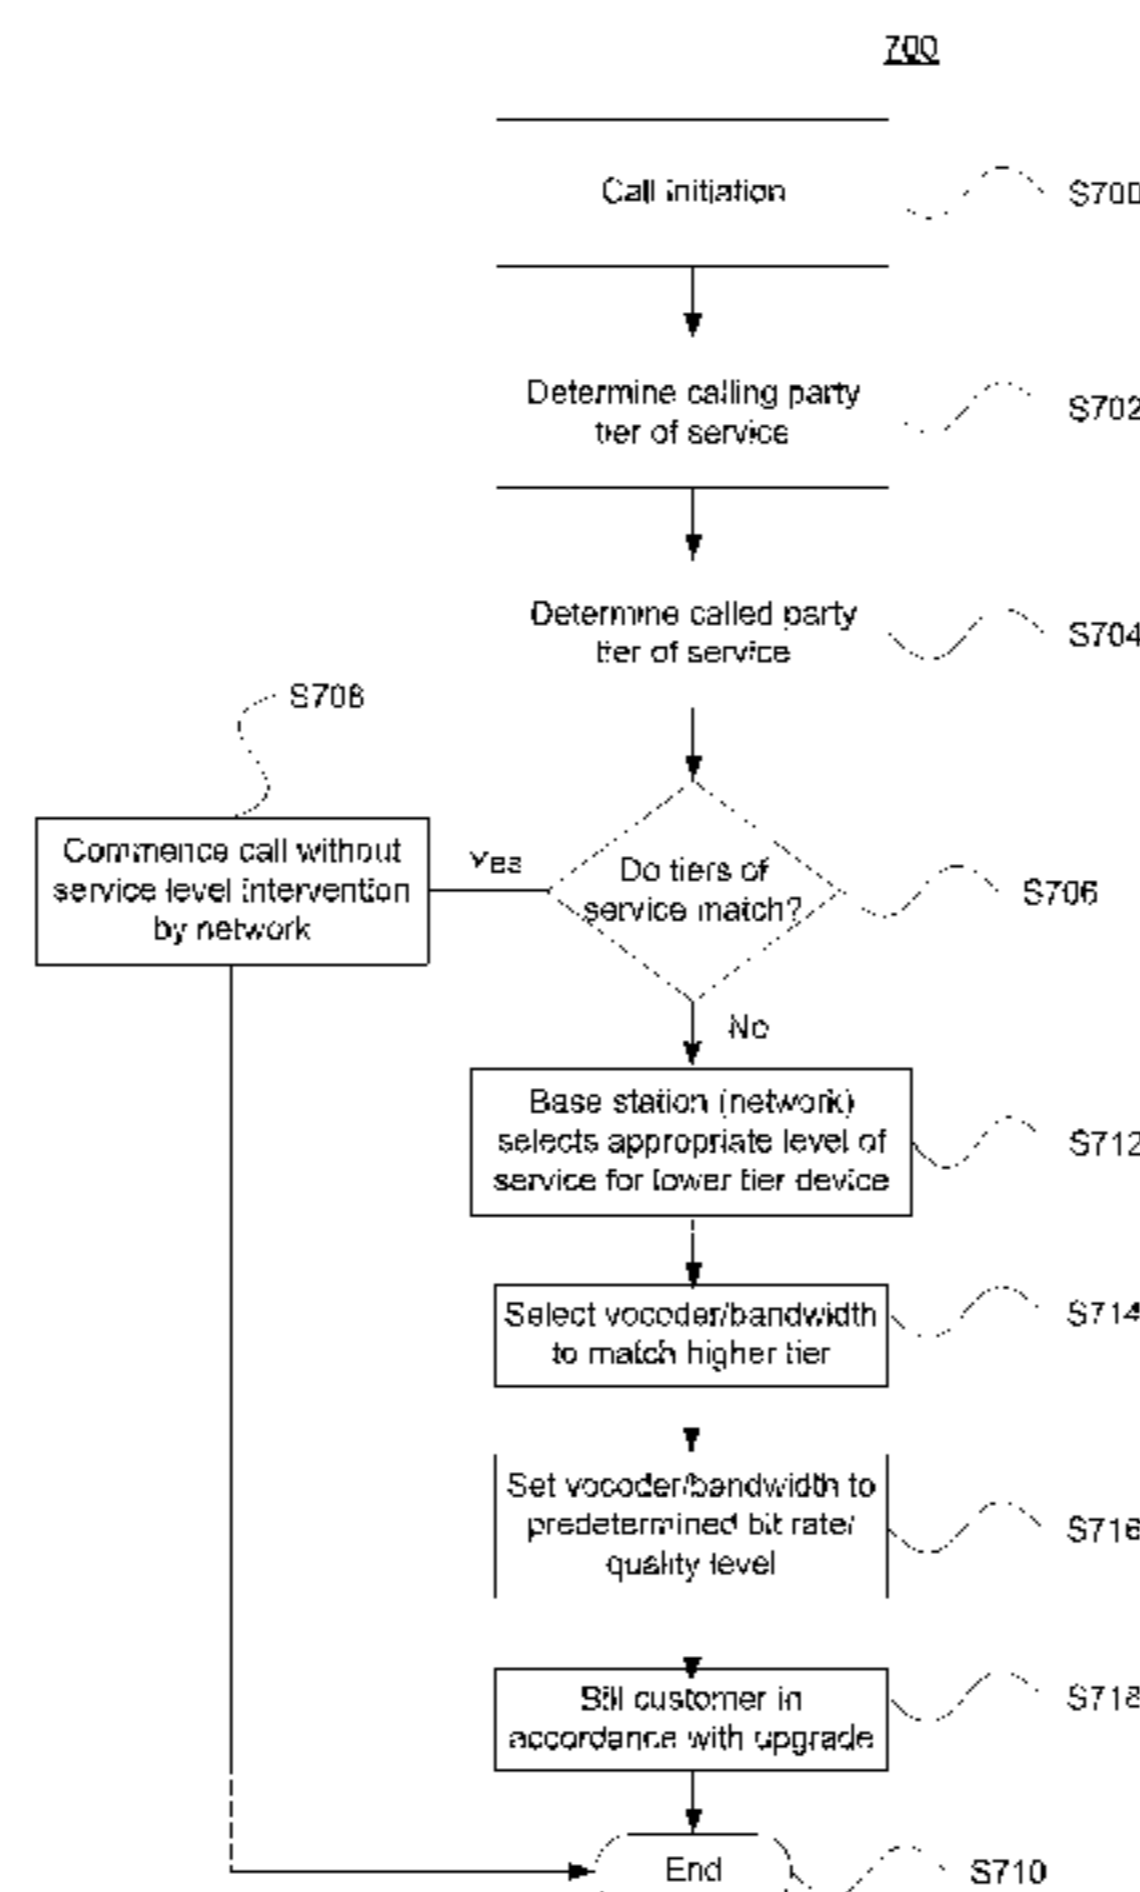 700
Call initiation
S700
Determine calling party
tier of service
S702
Determine called party
tier of service
S704
S708
Commence call without
service level intervention
by network
Yes
Do tiers of
service match?
S706
No
Base station (network)
selects appropriate level of
service for lower tier device
S712
Select vocoder/bandwidth
to match higher tier
S714
Set vocoder/bandwidth to
predetermined bit rate/
quality level
S716
Bill customer in
accordance with upgrade
S718
End
S710